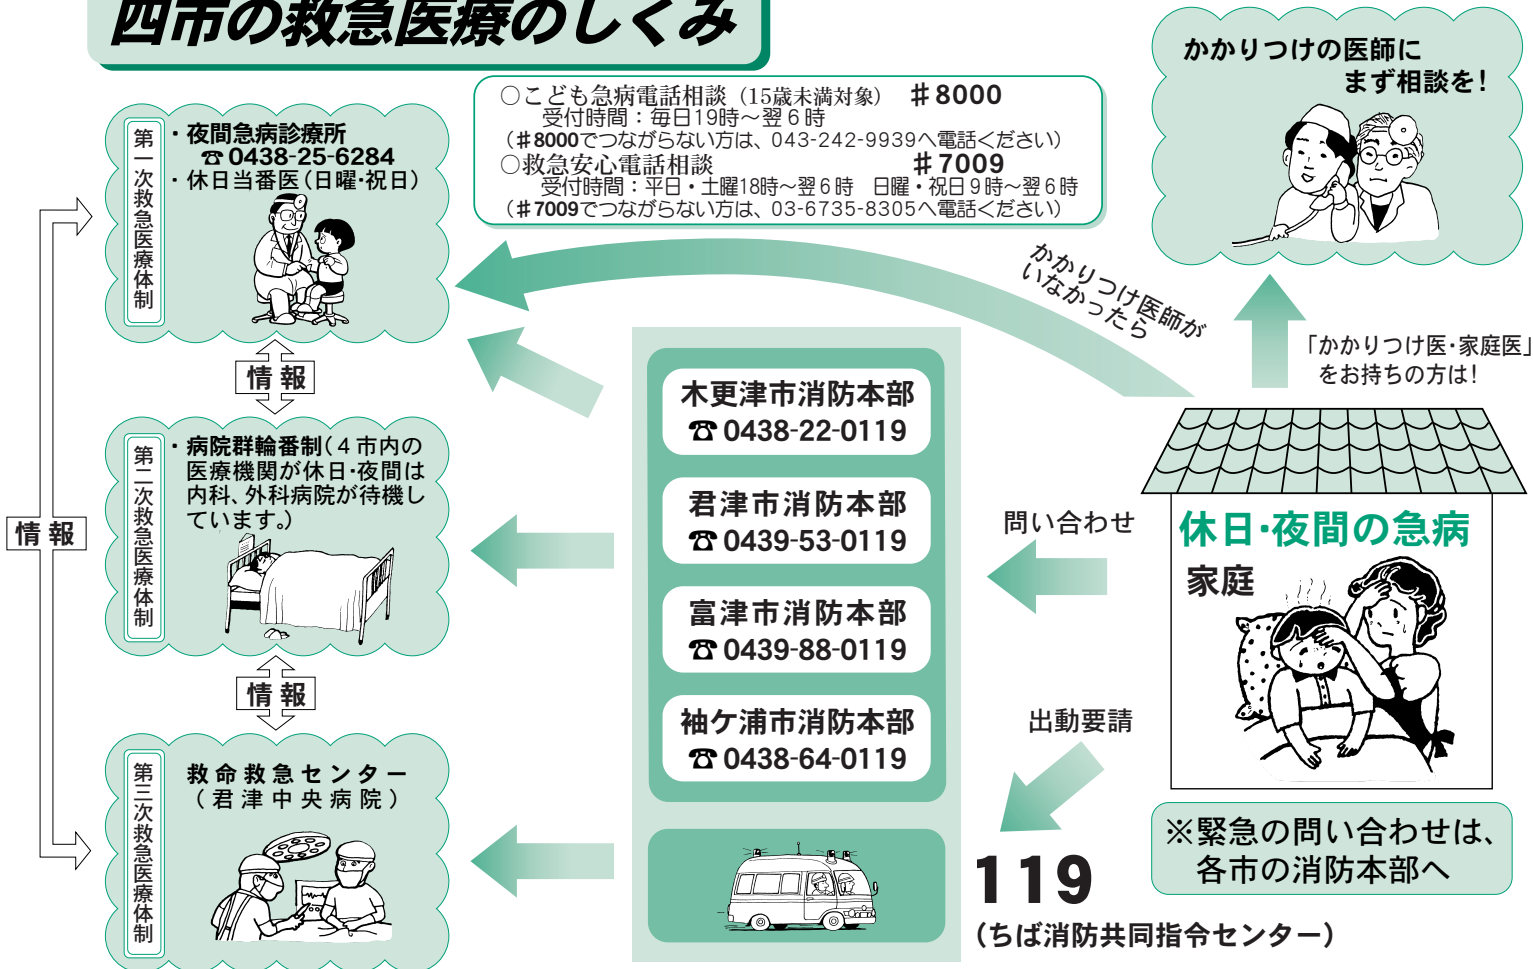 四市の救急医療のしくみ
○こども急病電話相談（15歳未満対象） ♯8000
受付時間：毎日19時～翌６時
（♯8000でつながらない方は、043-242-9939へ電話ください）
○救急安心電話相談 ♯7009
受付時間：平日・土曜18時～翌６時　日曜・祝日９時～翌６時
（♯7009でつながらない方は、03-6735-8305へ電話ください）
かかりつけの医師に
まず相談を！
第一次救急医療体制
・夜間急病診療所
☎0438-25-6284
・休日当番医（日曜・祝日）
情報
第二次救急医療体制
・病院群輪番制（４市内の
医療機関が休日・夜間は
内科、外科病院が待機し
ています。）
情報
情報
第三次救急医療体制
救命救急センター
（君津中央病院）
かかりつけ医師が
いなかったら
「かかりつけ医・家庭医」
をお持ちの方は！
木更津市消防本部
☎0438-22-0119
君津市消防本部
☎0439-53-0119
富津市消防本部
☎0439-88-0119
袖ケ浦市消防本部
☎0438-64-0119
問い合わせ
出動要請
119
（ちば消防共同指令センター）
休日・夜間の急病
家庭
※緊急の問い合わせは、
各市の消防本部へ